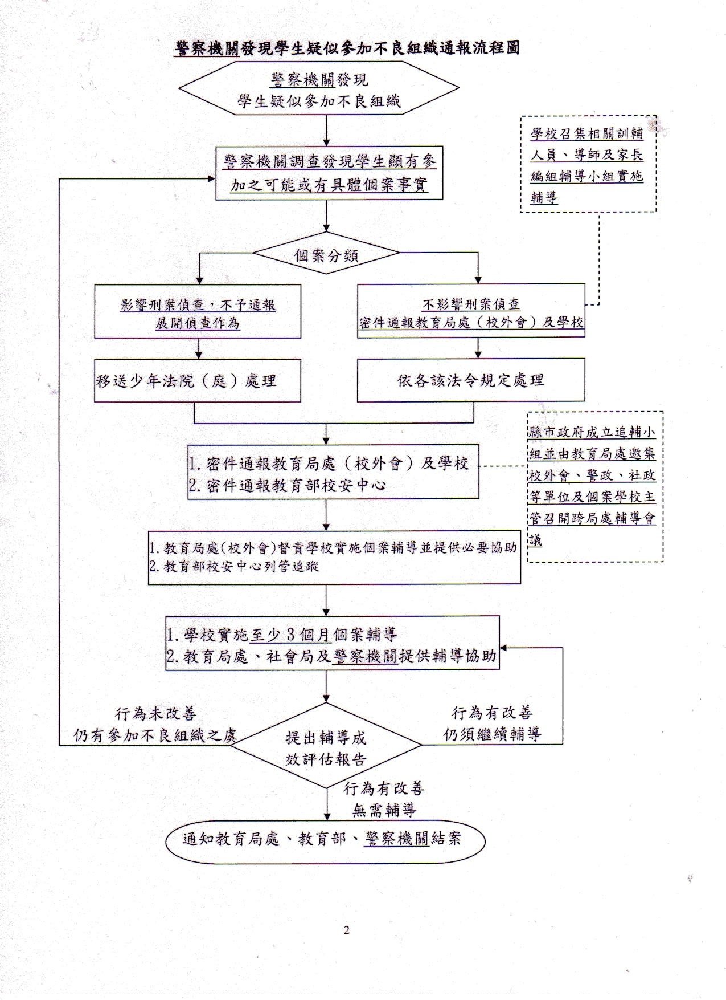 警察機關發現學生疑似參加不良組織通報流程圖
警察機關發現
學生疑似參加不良組織
學校召集相關訓輔
人員、導師及家長
編組輔導小組實施
輔導
警察機關調查發現學生顯有參
加之可能或有具體個案事實
個案分類
影響刑案偵查，不予通報
展開偵查作為
不影響刑案偵查
密件通報教育局處（校外會）及學校
移送少年法院（庭）處理
依各該法令規定處理
縣市政府成立追輔小
組並由教育局處邀集
校外會、警政、社政
等單位及個案學校主
管召開跨局處輔導會
議
1. 密件通報教育局處（校外會）及學校
2. 密件通報教育部校安中心
1. 教育局處(校外會)督責學校實施個案輔導並提供必要協助
2. 教育部校安中心列管追蹤
1. 學校實施至少 3 個月個案輔導
2. 教育局處、社會局及警察機關提供輔導協助
行為未改善
仍有參加不良組織之虞
提出輔導成
效評估報告
行為有改善
仍須繼續輔導
行為有改善
無需輔導
通知教育局處、教育部、警察機關結案
2